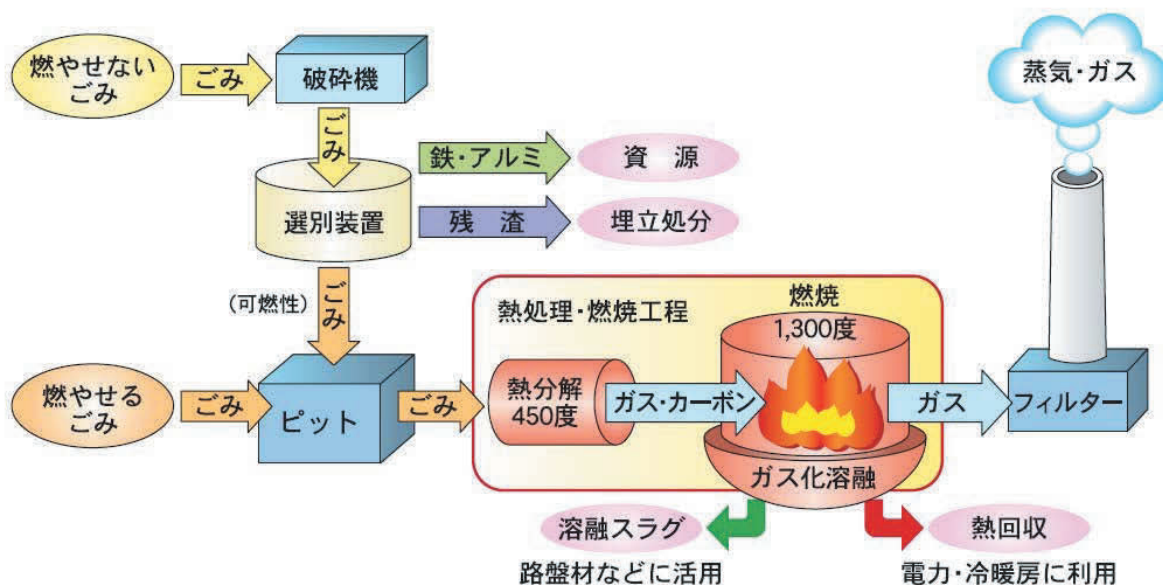 燃やせない
ごみ
ごみ
破砕機
蒸気・ガス
ごみ
鉄・アルミ
資 源
選別装置
残 渣
埋立処分
(可燃性)
ごみ
熱処理・燃焼工程
燃焼
1,300度
燃やせる
ごみ
ごみ
ピット
ごみ
熱分解
450度
ガス・カーボン
ガス
フィルター
ガス化溶融
溶融スラグ
熱回収
路盤材などに活用
電力・冷暖房に利用